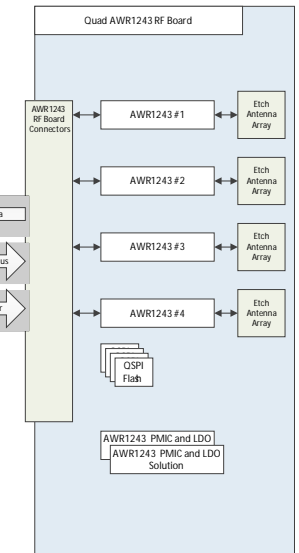 Quad AWR1243 RF Board
AWR1243
RF Board
Connectors
AWR1243 #1
Etch
Antenna
Array
AWR1243 #2
Etch
Antenna
Array
AWR1243 #3
Etch
Antenna
Array
AWR1243 #4
Etch
Antenna
Array
QSPI
Flash
AWR1243 PMIC and LDO
AWR1243 PMIC and LDO
Solution